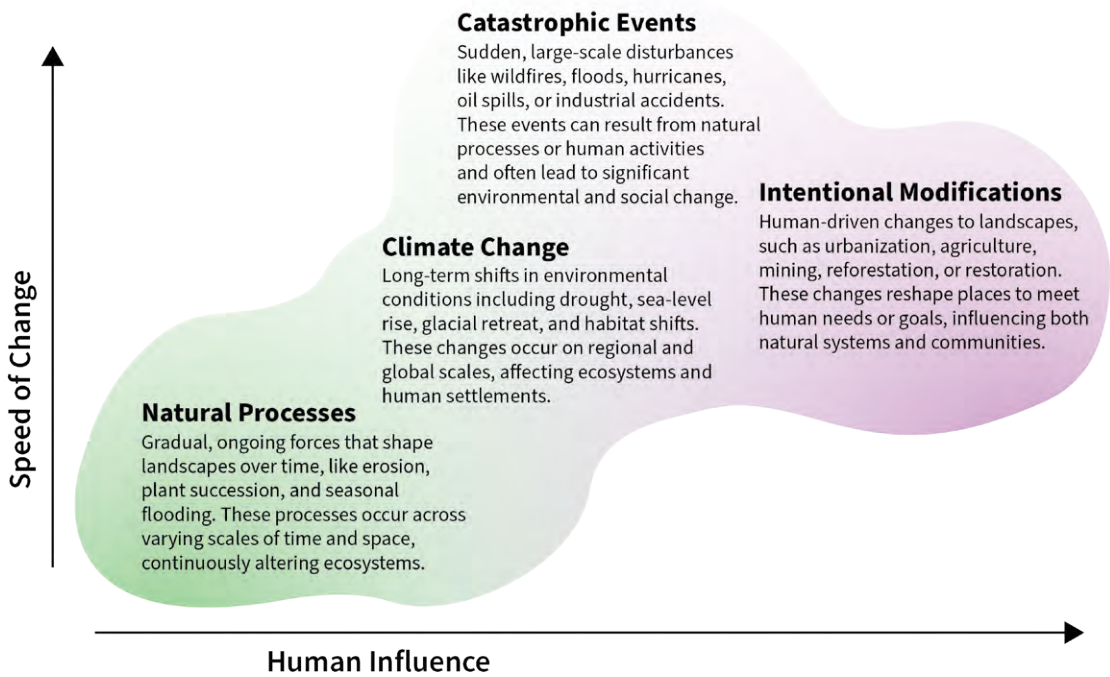 Catastrophic Events
Sudden, large-scale disturbances
like wildfires, floods, hurricanes,
oil spills, or industrial accidents.
These events can result from natural
processes or human activities
and often lead to significant
environmental and social change.
Intentional Modifications
Human-driven changes to landscapes,
such as urbanization, agriculture,
mining, reforestation, or restoration.
These changes reshape places to meet
human needs or goals, influencing both
natural systems and communities.
Climate Change
Long-term shifts in environmental
conditions including drought, sea-level
rise, glacial retreat, and habitat shifts.
These changes occur on regional and
global scales, affecting ecosystems and
human settlements.
Natural Processes
Gradual, ongoing forces that shape
landscapes over time, like erosion,
plant succession, and seasonal
flooding. These processes occur across
varying scales of time and space,
continuously altering ecosystems.
Speed of Change
Human Influence